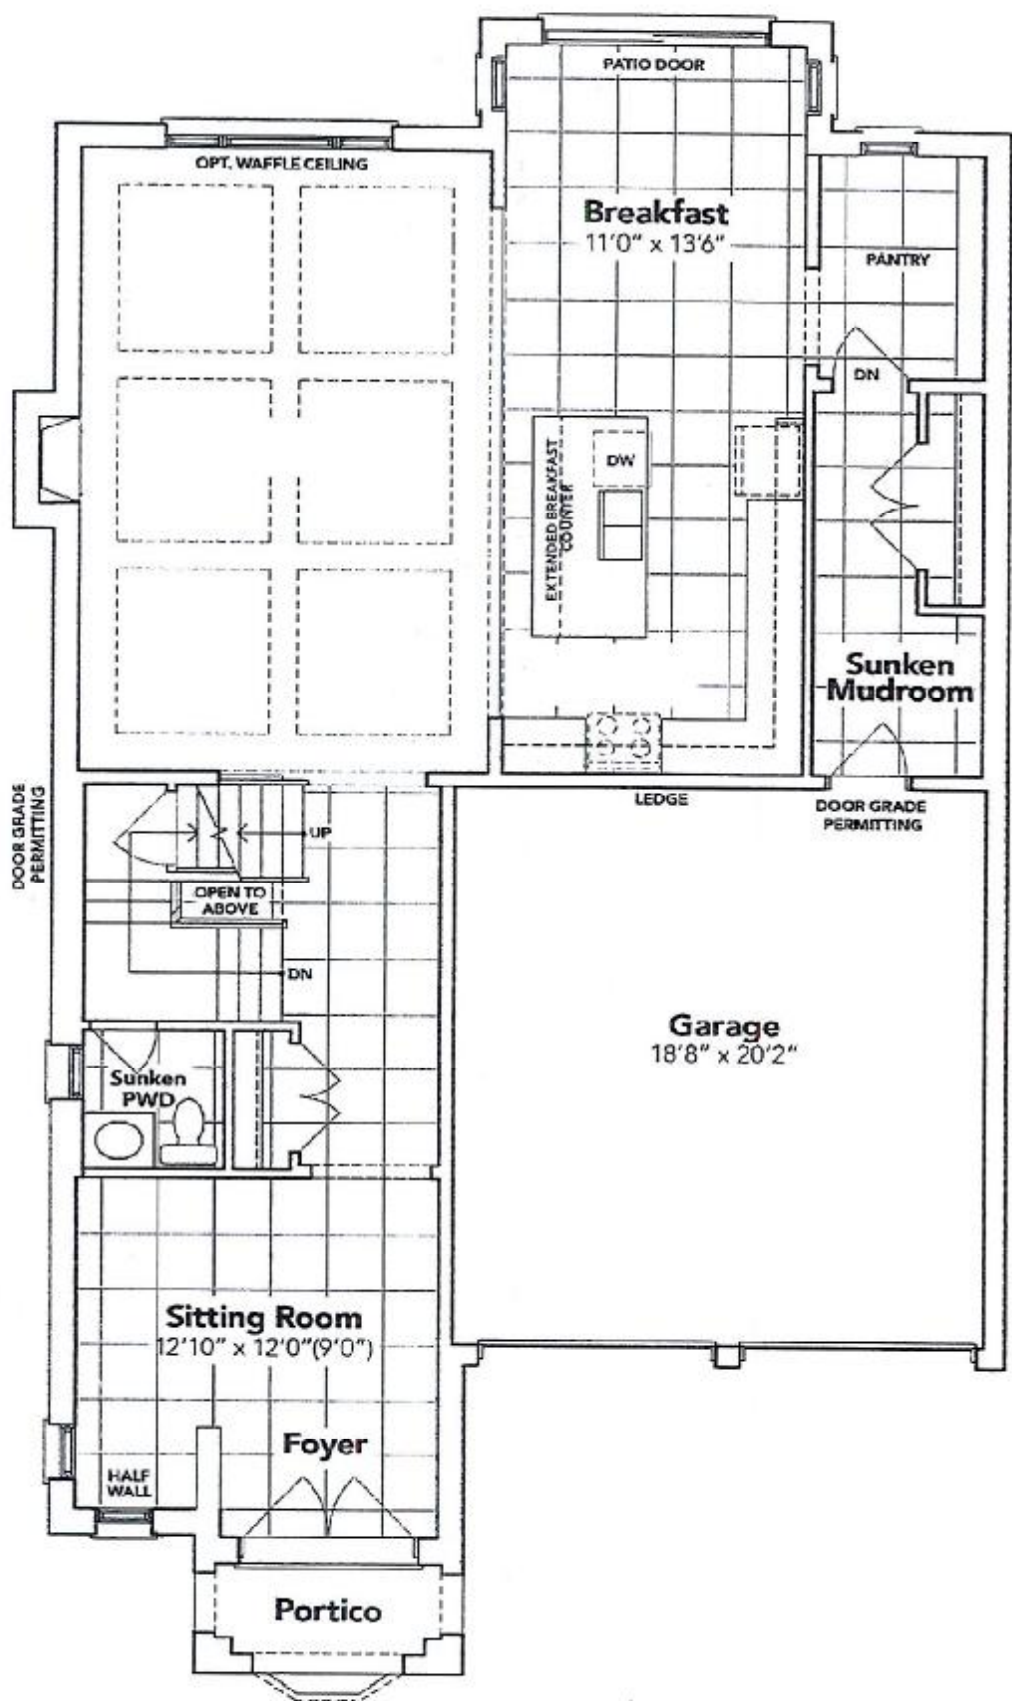 PATIO DOOR
OPT. WAFFLE CEILING
Breakfast
11'0" x 13'6"
PANTRY
DN
DW
EXTENDED BREAKFAST
COUNTER
Sunken
Mudroom
DOOR GRADE
PERMITTING
LEDGE
DOOR GRADE
PERMITTING
UP
OPEN TO
ABOVE
DN
Garage
18'8" x 20'2"
Sunken
PWD
Sitting Room
12'10" x 12'0"(9'0")
Foyer
HALF
WALL
Portico